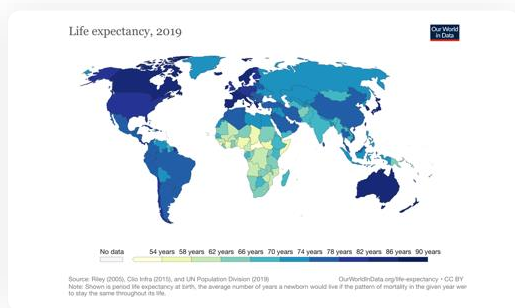 Life expectancy, 2019
Our World
in Data
No data
54 years 58 years 62 years 66 years 70 years 74 years 78 years 82 years 86 years 90 years
Source: Riley (2005), Clio Infra (2015), and UN Population Division (2019)
OurWorldInData.org/life-expectancy • CC BY
Note: Shown is period life expectancy at birth, the average number of years a newborn would live if the pattern of mortality in the given year were
to stay the same throughout its life.